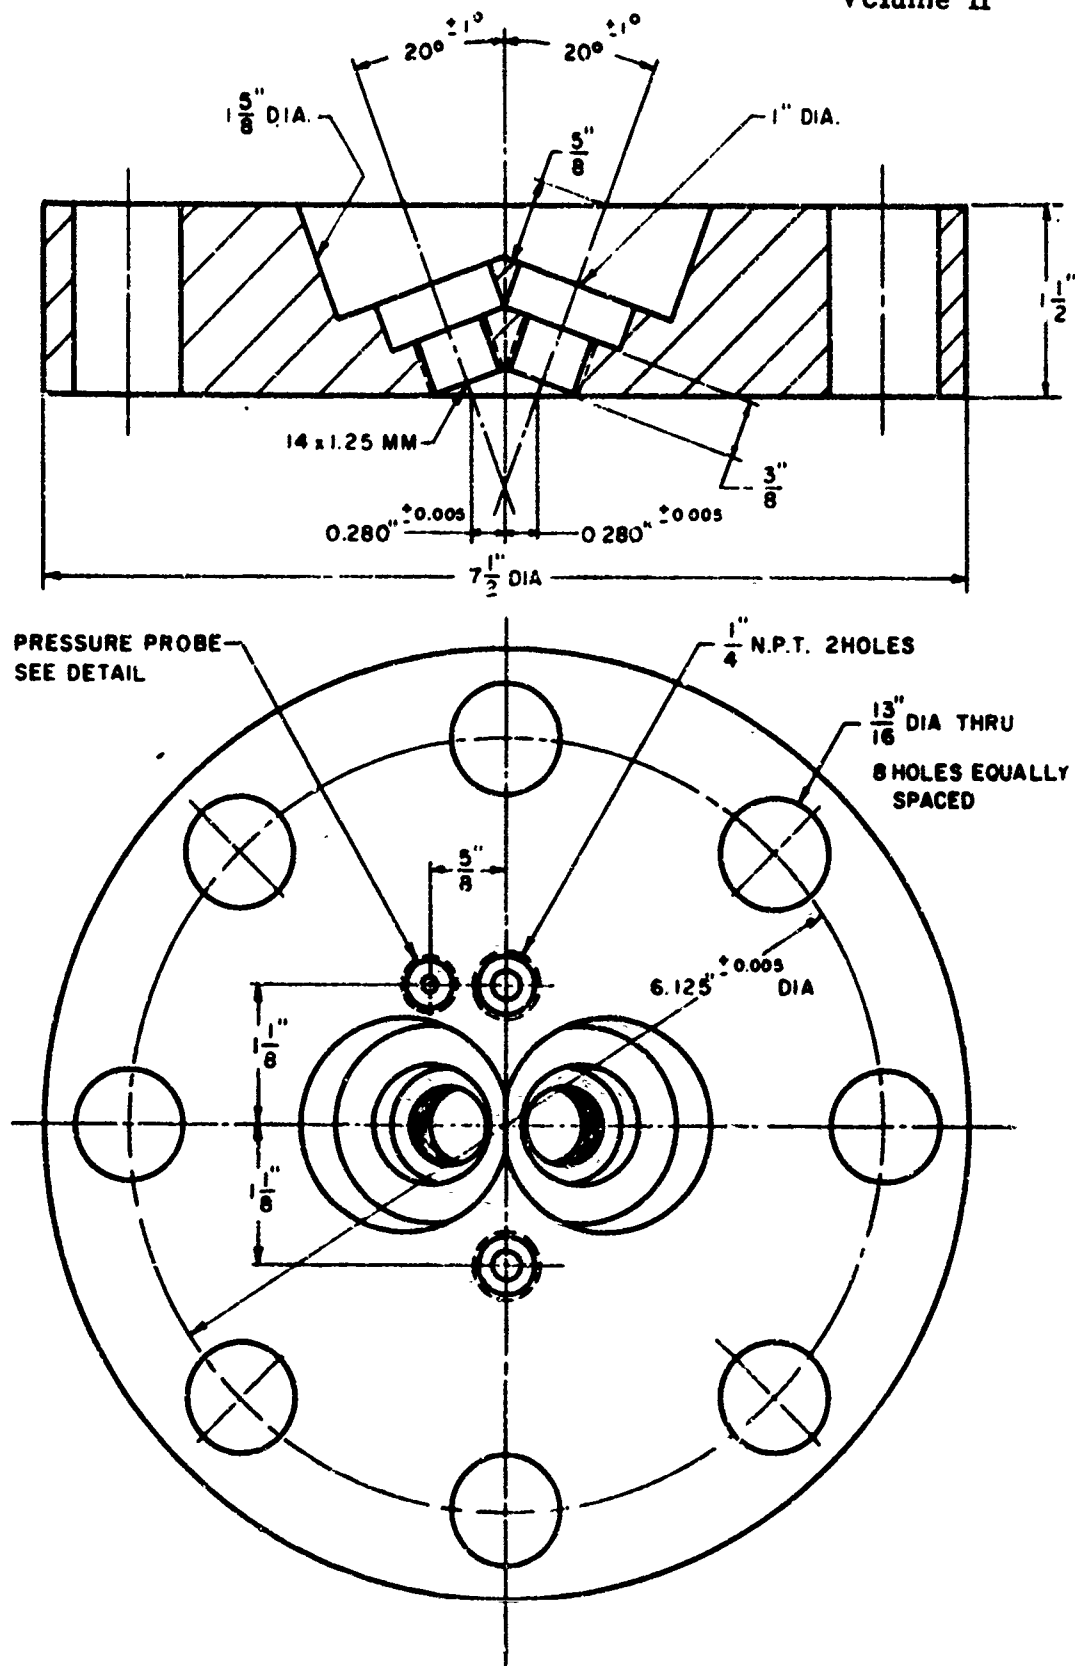 Volume II
20° ±1° 20° ±1°
1 5/8" DIA.
5/8"
1" DIA.
1 1/2"
14 x 1.25 MM
3/8"
0.280" ±0.005 0.280" ±0.005
7 1/2" DIA
PRESSURE PROBE
SEE DETAIL
1/4" N.P.T. 2HOLES
13/16" DIA THRU
8 HOLES EQUALLY
SPACED
5/8"
6.125" ±0.005 DIA
1 1/8"
1 1/8"